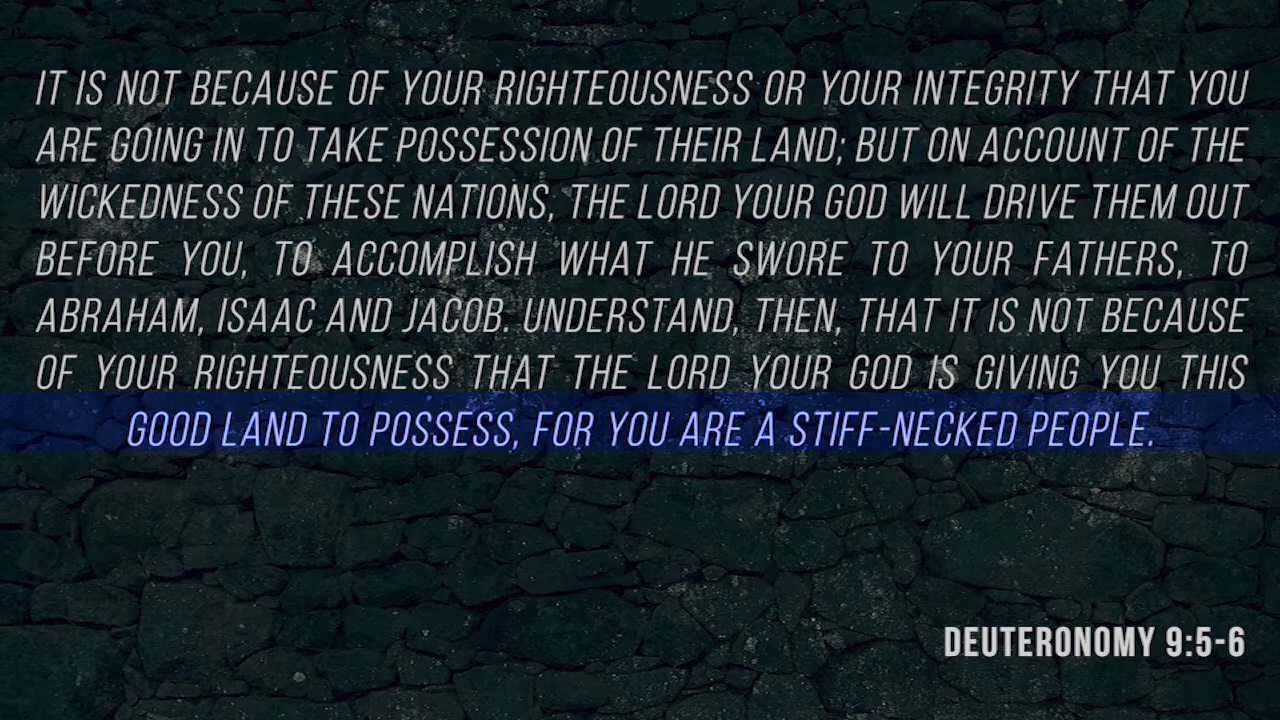 IT IS NOT BECAUSE OF YOUR RIGHTEOUSNESS OR YOUR INTEGRITY THAT YOU
ARE GOING IN TO TAKE POSSESSION OF THEIR LAND; BUT ON ACCOUNT OF THE
WICKEDNESS OF THESE NATIONS, THE LORD YOUR GOD WILL DRIVE THEM OUT
BEFORE YOU, TO ACCOMPLISH WHAT HE SWORE TO YOUR FATHERS, TO
ABRAHAM, ISAAC AND JACOB. UNDERSTAND, THEN, THAT IT IS NOT BECAUSE
OF YOUR RIGHTEOUSNESS THAT THE LORD YOUR GOD IS GIVING YOU THIS
GOOD LAND TO POSSESS, FOR YOU ARE A STIFF-NECKED PEOPLE.
DEUTERONOMY 9:5-6